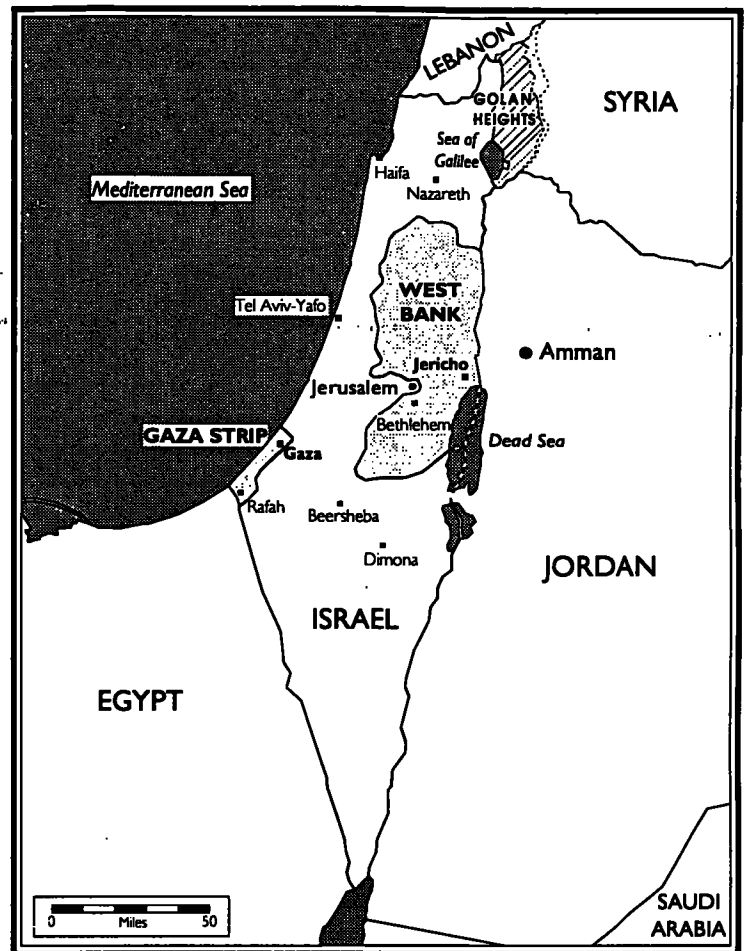 LEBANON
GOLAN
HEIGHTS
SYRIA
Sea of
Galilee
Haifa
Nazareth
Mediterranean Sea
WEST
BANK
Tel Aviv-Yafo
Amman
Jericho
Jerusalem
Bethlehem
GAZA STRIP
Gaza
Dead Sea
Rafah
Beersheba
Dimona
JORDAN
ISRAEL
EGYPT
SAUDI
ARABIA
0 Miles 50